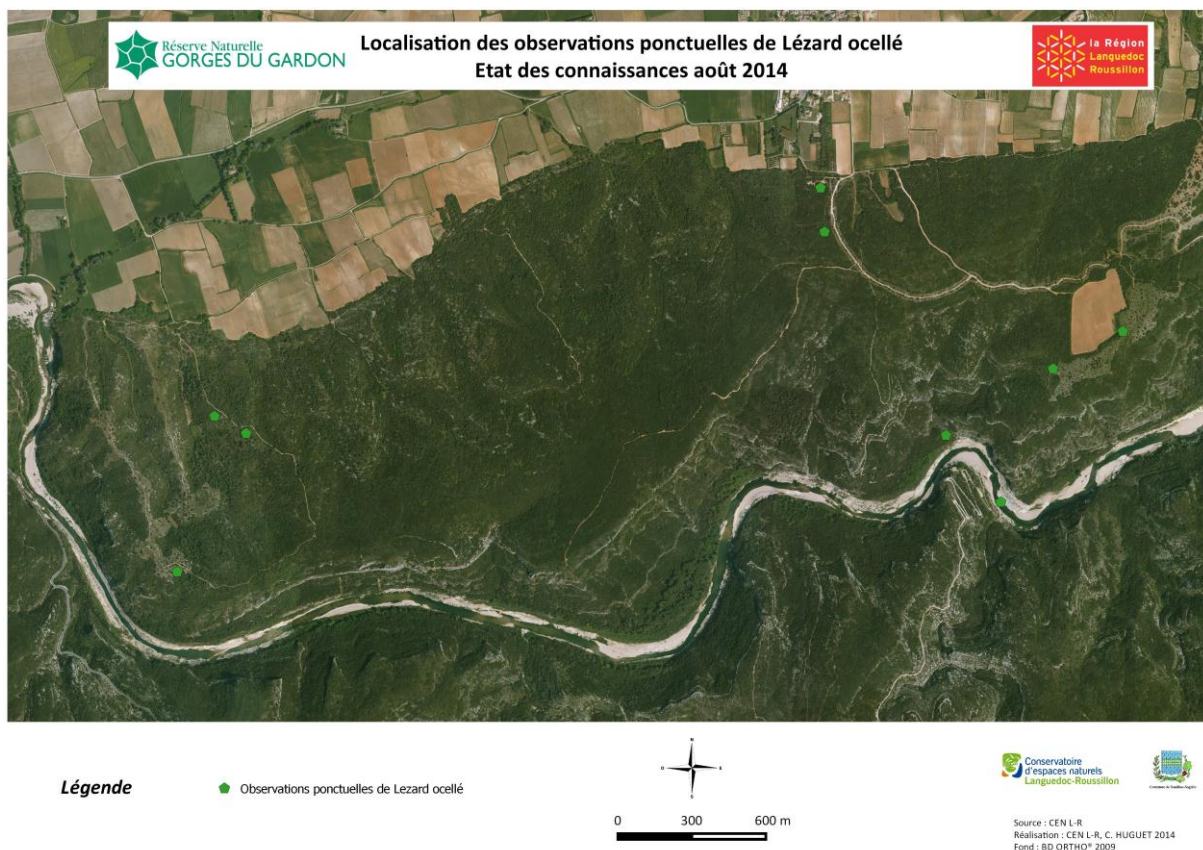 Réserve Naturelle
GORGES DU GARDON
Localisation des observations ponctuelles de Lézard ocellé
Etat des connaissances août 2014
la Région
Languedoc
Roussillon
Légende
Observations ponctuelles de Lezard ocellé
N
O
E
S
0 300 600 m
Conservatoire
d'espaces naturels
Languedoc-Roussillon
Source : CEN L-R
Réalisation : CEN L-R, C. HUGUET 2014
Fond : BD ORTHO® 2009